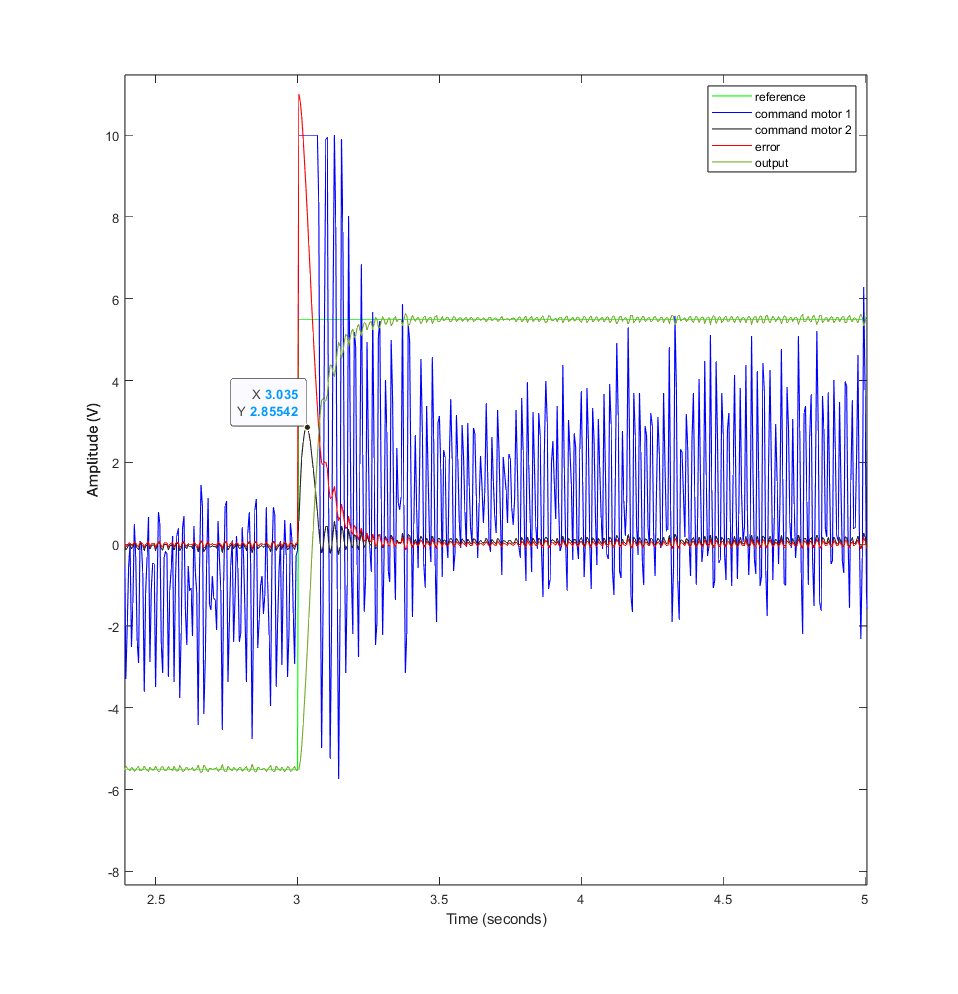 reference
command motor 1
command motor 2
error
output
10
8
6
4
2
0
-2
-4
-6
-8
X 3.035
Y 2.85542
Amplitude (V)
2.5
3
3.5
4
4.5
5
Time (seconds)